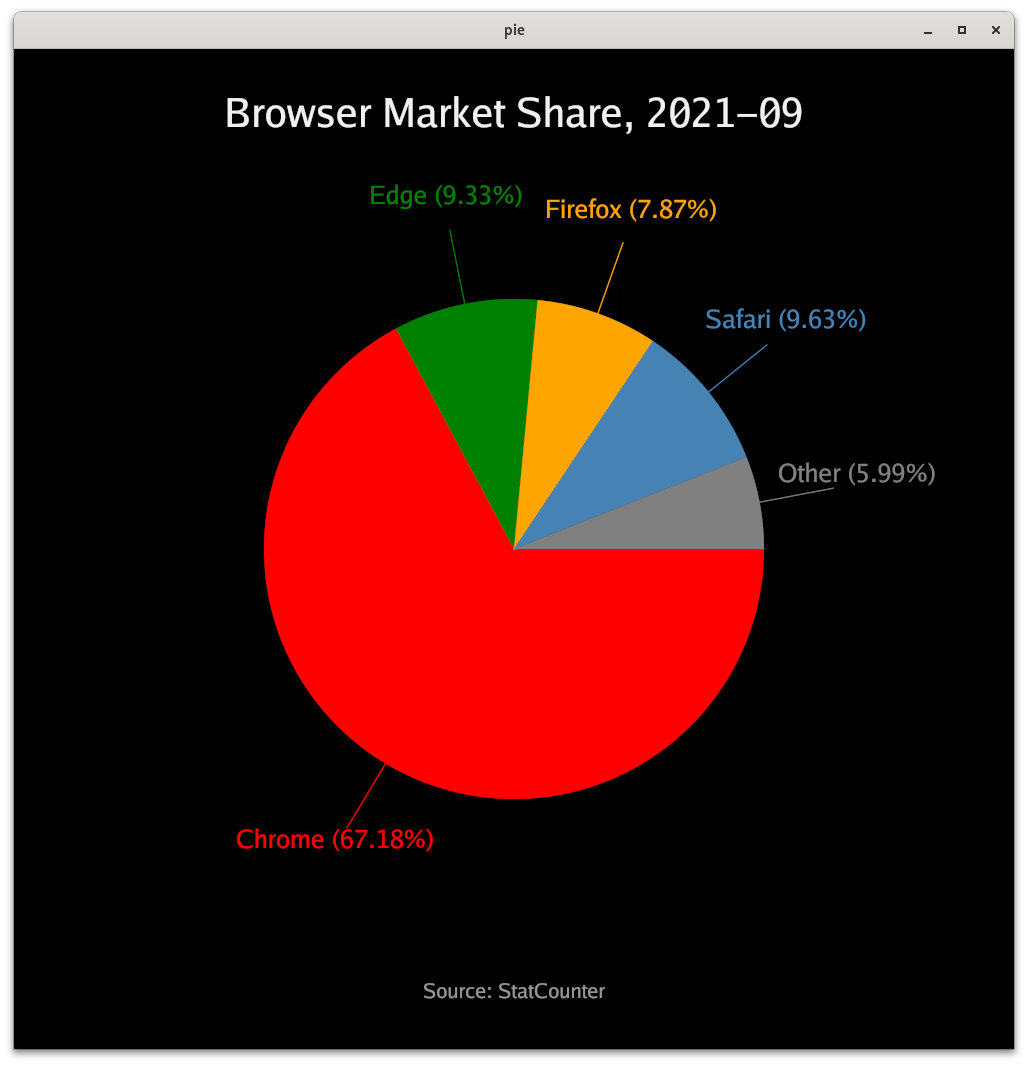 pie
Browser Market Share, 2021–09
Edge (9.33%)
Firefox (7.87%)
Safari (9.63%)
Other (5.99%)
Chrome (67.18%)
Source: StatCounter